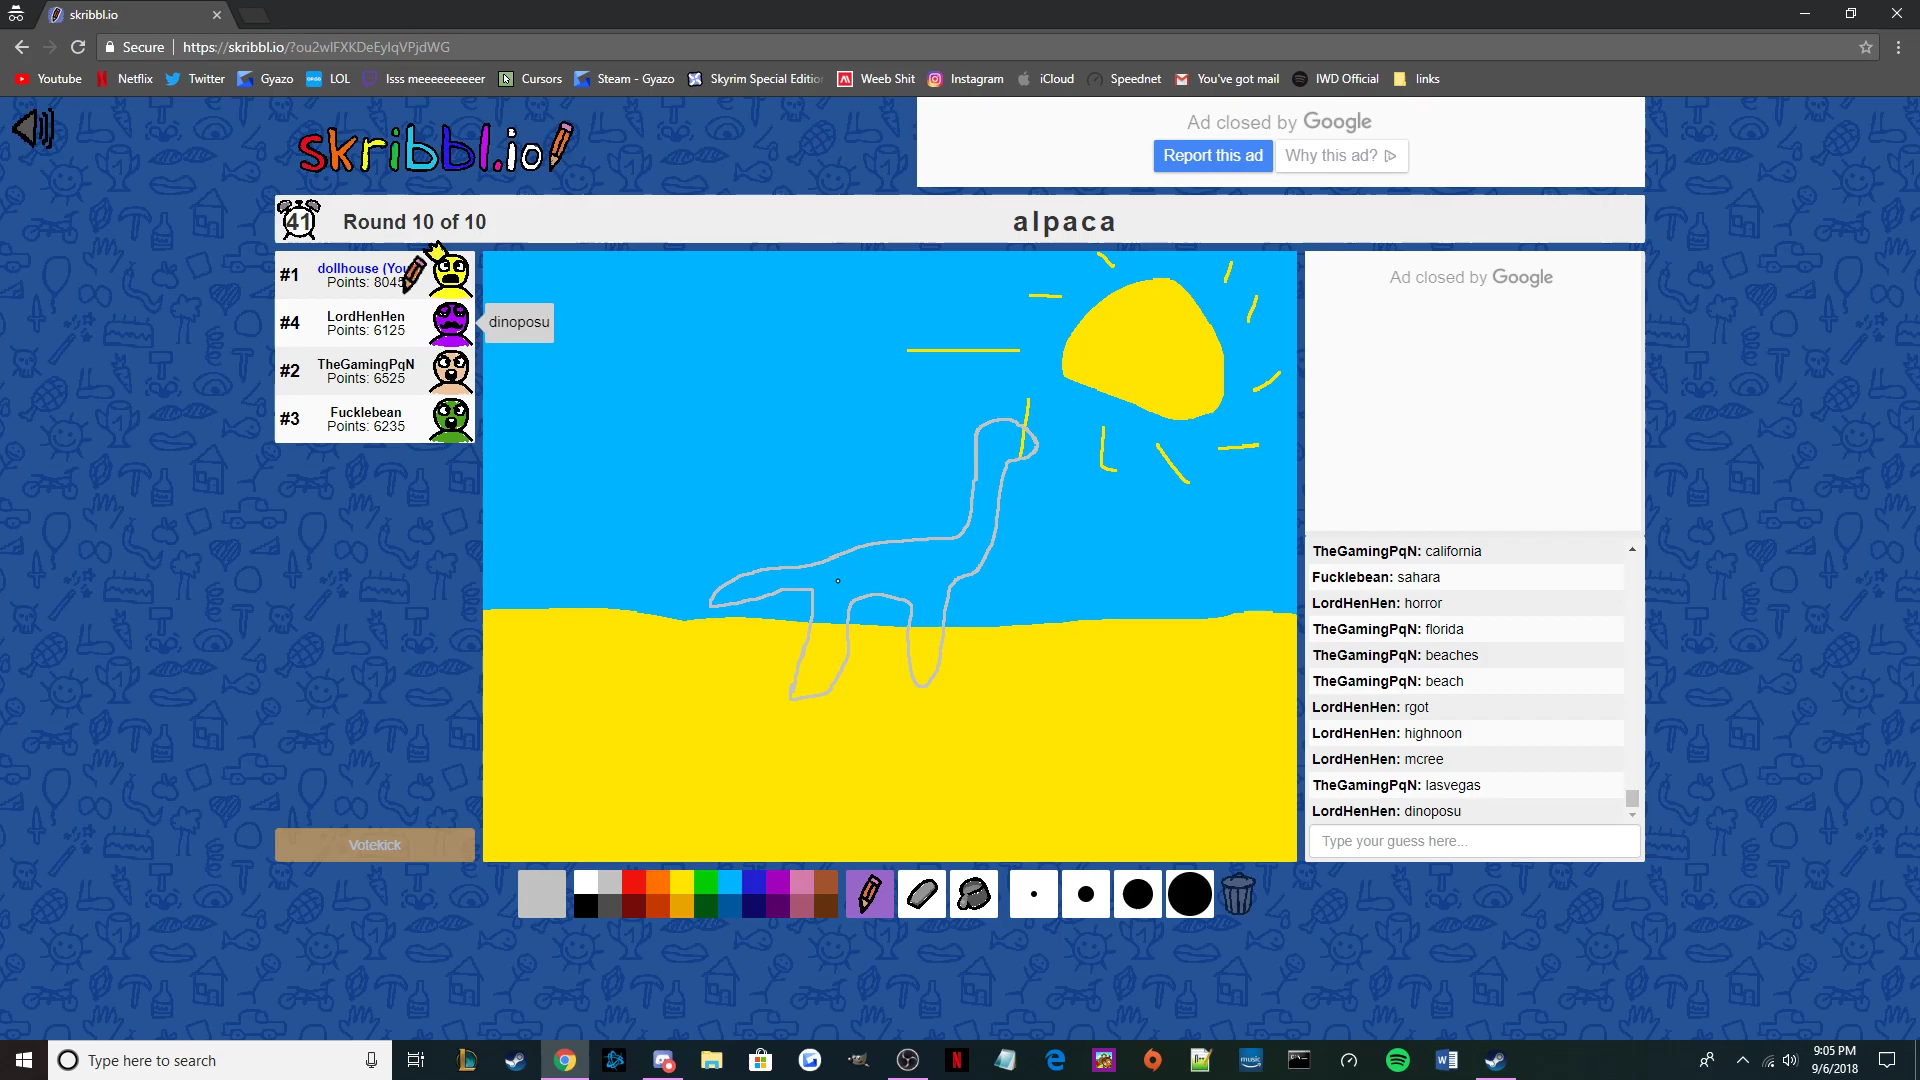 skribbl.io
Secure
https://skribbl.io/?ou2wIFXKDeEyIqVPjdWG
Youtube
Netflix
Twitter
Gyazo
LOL
Isss meeeeeeeeeer
Cursors
Steam - Gyazo
Skyrim Special Edition
Weeb Shit
Instagram
iCloud
Speednet
You've got mail
IWD Official
links
skribbl.io
Ad closed by Google
Report this ad
Why this ad?
41
Round 10 of 10
alpaca
#1
dollhouse (You
Points: 8045
#4
LordHenHen
Points: 6125
dinoposu
#2
TheGamingPqN
Points: 6525
#3
Fucklebean
Points: 6235
Votekick
Ad closed by Google
TheGamingPqN: california
Fucklebean: sahara
LordHenHen: horror
TheGamingPqN: florida
TheGamingPqN: beaches
TheGamingPqN: beach
LordHenHen: rgot
LordHenHen: highnoon
LordHenHen: mcree
TheGamingPqN: lasvegas
LordHenHen: dinoposu
Type your guess here...
Type here to search
9:05 PM
9/6/2018